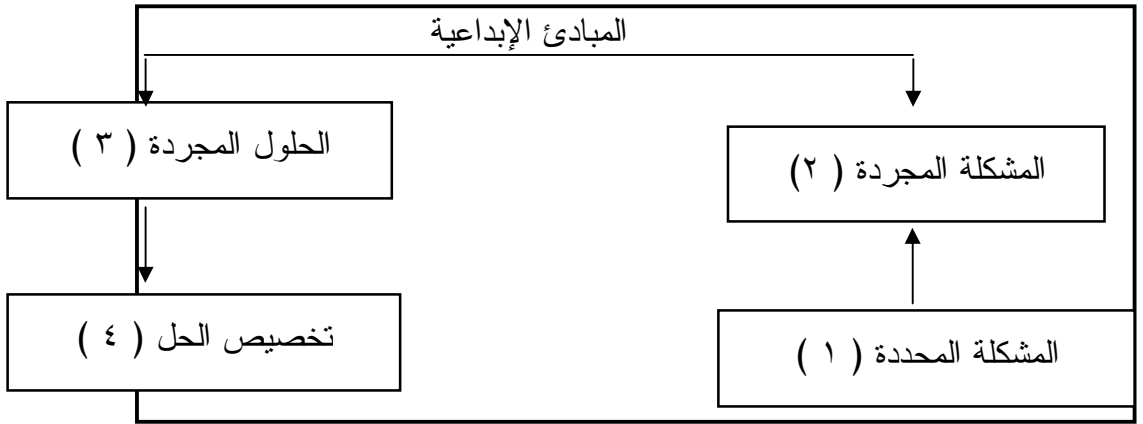 المبادئ الإبداعية
المشكلة المجردة ( ٢ )
الحلول المجردة ( ٣ )
المشكلة المحددة ( ١ )
تخصيص الحل ( ٤ )